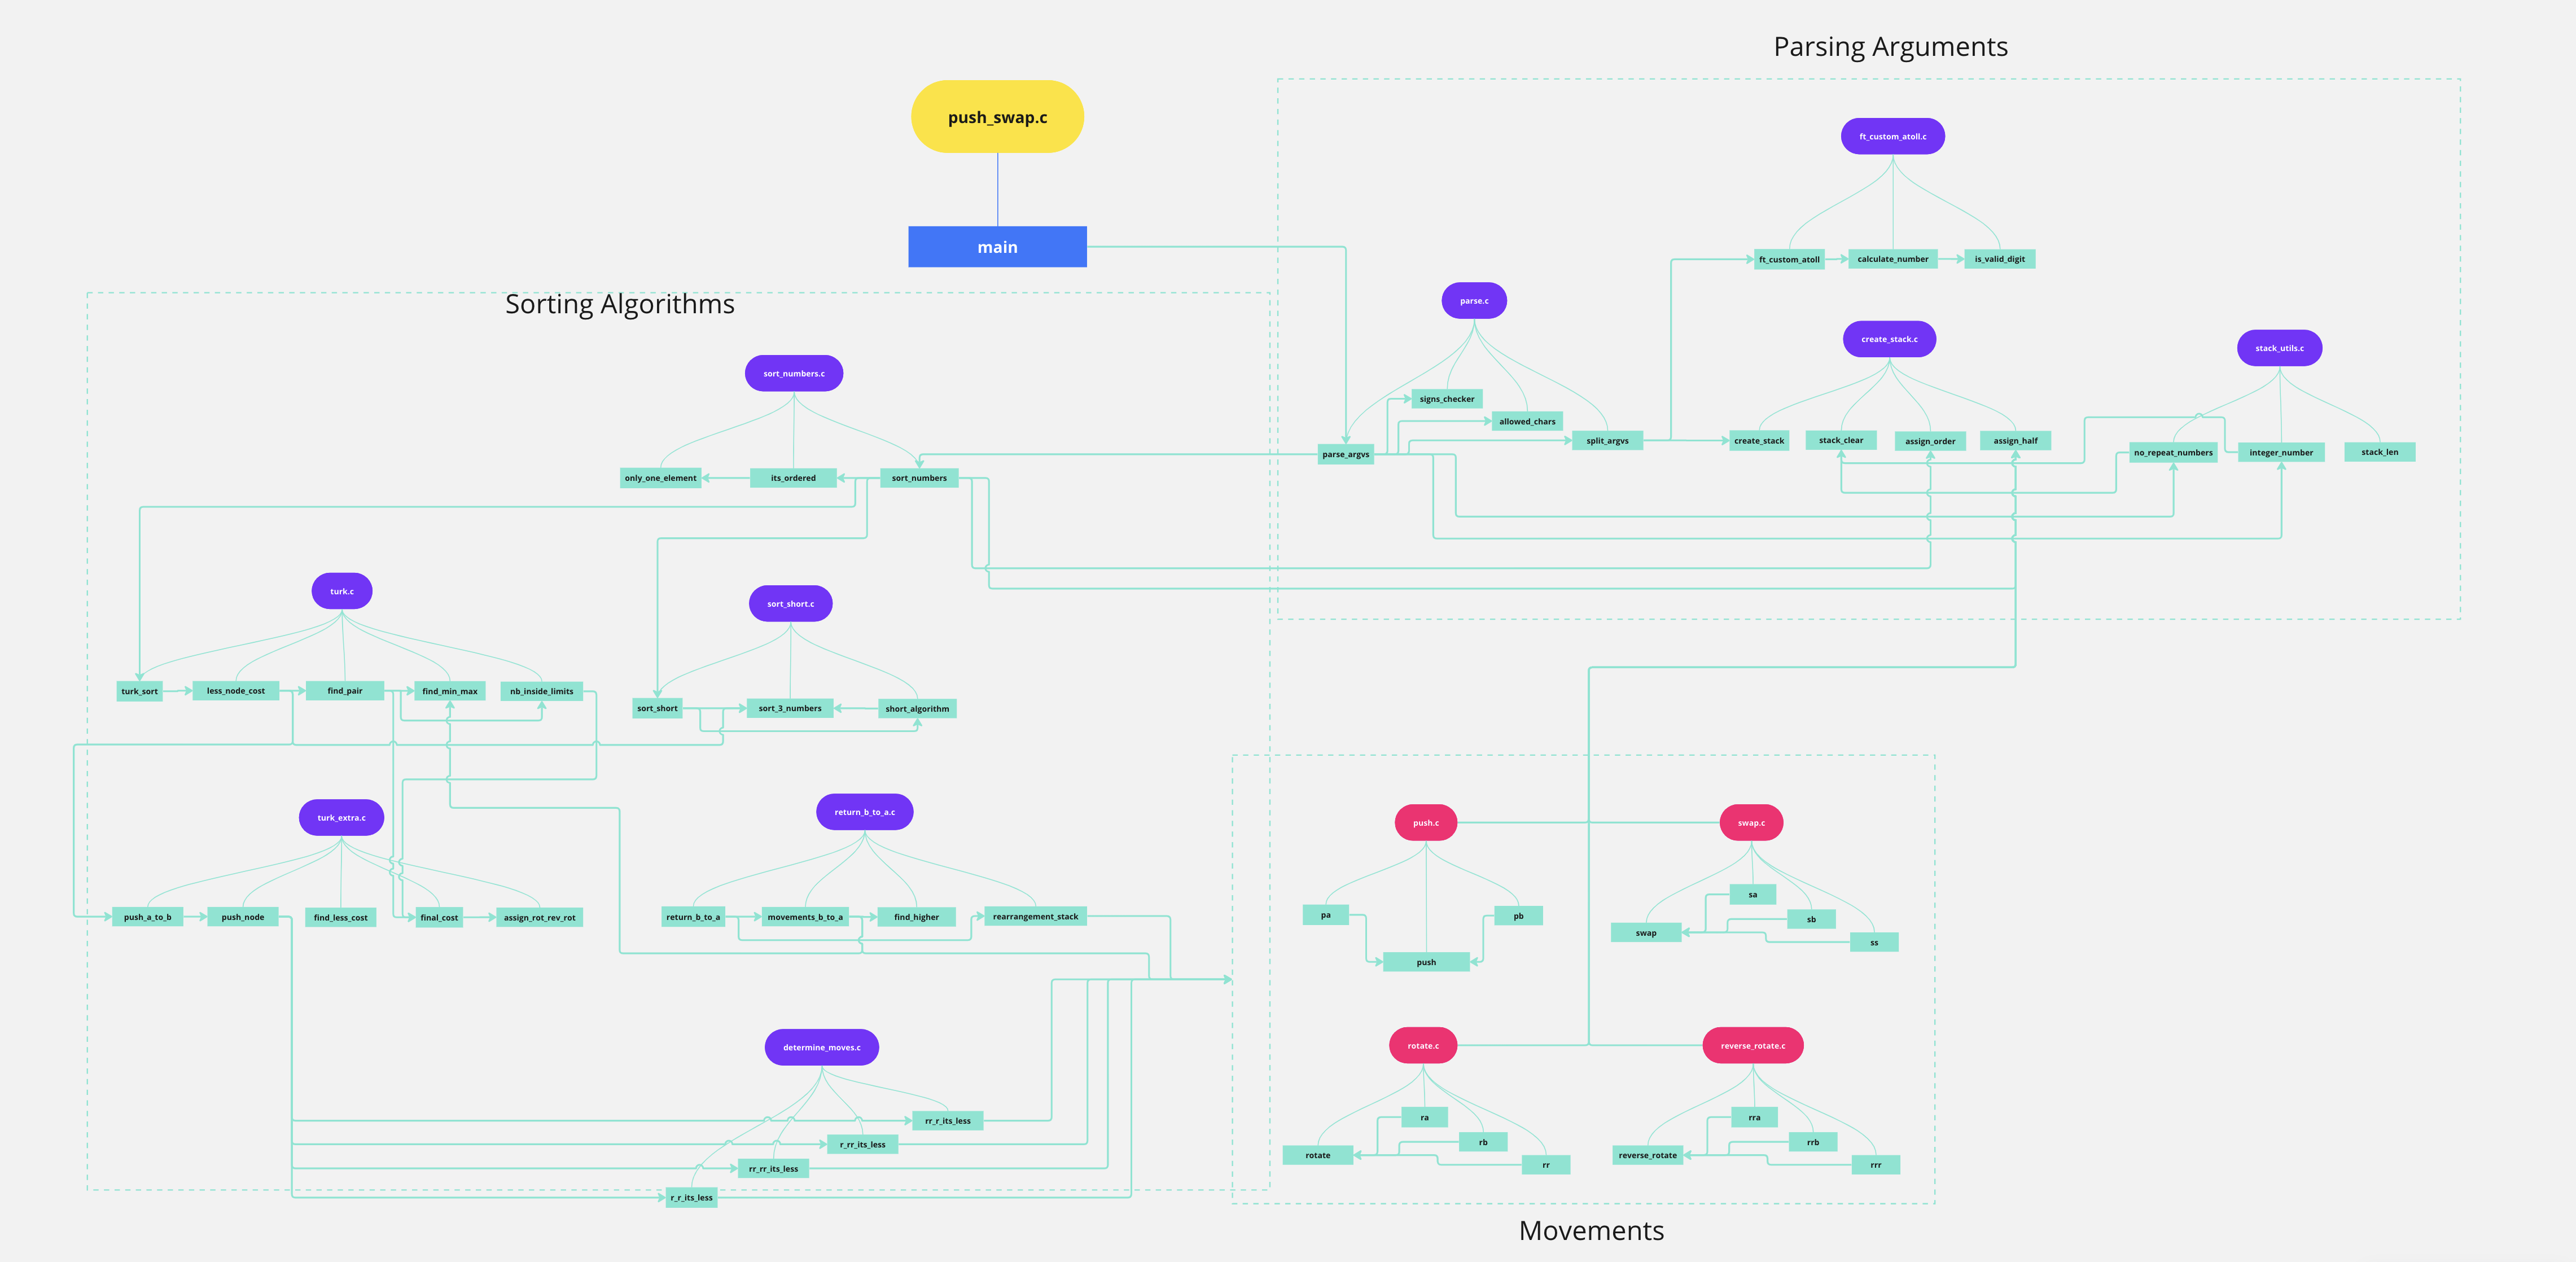 Parsing Arguments
push_swap.c
ft_custom_atoll.c
main
ft_custom_atoll
calculate_number
is_valid_digit
parse.c
create_stack.c
stack_utils.c
signs_checker
allowed_chars
split_argvs
parse_argvs
create_stack
stack_clear
assign_order
assign_half
no_repeat_numbers
integer_number
stack_len
Sorting Algorithms
sort_numbers.c
only_one_element
its_ordered
sort_numbers
turk.c
sort_short.c
turk_sort
less_node_cost
find_pair
find_min_max
nb_inside_limits
sort_short
sort_3_numbers
short_algorithm
turk_extra.c
return_b_to_a.c
push_a_to_b
push_node
find_less_cost
final_cost
assign_rot_rev_rot
return_b_to_a
movements_b_to_a
find_higher
rearrangement_stack
determine_moves.c
rr_r_its_less
r_rr_its_less
rr_rr_its_less
r_r_its_less
push.c
swap.c
pa
pb
push
sa
sb
swap
ss
rotate.c
reverse_rotate.c
ra
rb
rotate
rr
rra
rrb
reverse_rotate
rrr
Movements